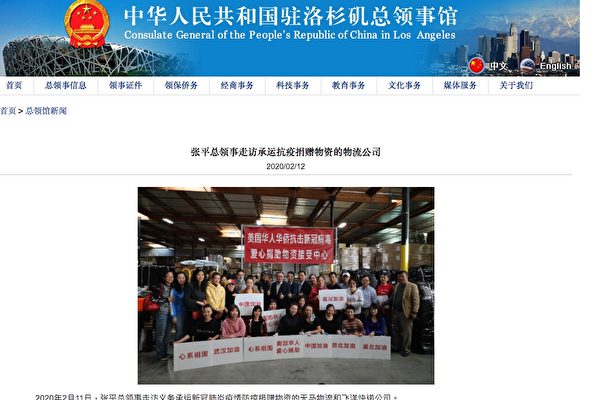 中华人民共和国驻洛杉矶总领事馆
Consulate General of the People's Republic of China in Los Angeles
中文 English
首页 总领事信息 领事证件 领保侨务 经商事务 科技事务 教育事务 文化事务 媒体服务 关于我们
首页 > 总领馆新闻
张平总领事走访承运抗疫捐赠物资的物流公司
2020/02/12
美国华人华侨抗击新冠病毒
爱心捐助物资接受中心
中国加油
武汉加油
心系祖国
武汉加油
心系祖国
南加华人
爱心援助
中国加油
湖北加油
湖北加油
2020年2月11日，张平总领事走访义务承运新冠肺炎疫情防疫捐赠物资的天马物流和飞洋快递公司。